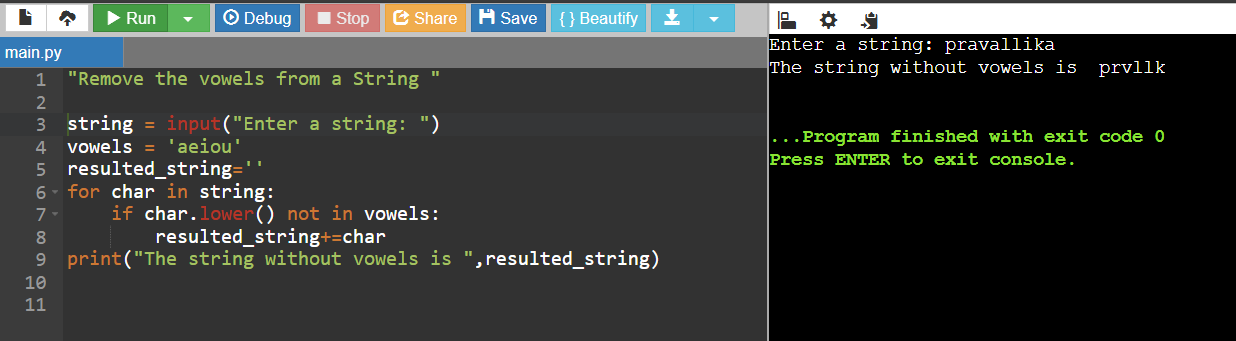 Run Debug Stop Share Save { } Beautify
main.py
1 "Remove the vowels from a String "
2
3 string = input("Enter a string: ")
4 vowels = 'aeiou'
5 resulted_string=''
6 for char in string:
7     if char.lower() not in vowels:
8         resulted_string+=char
9 print("The string without vowels is ",resulted_string)
10
11
Enter a string: pravallika
The string without vowels is  prvllk
...Program finished with exit code 0
Press ENTER to exit console.